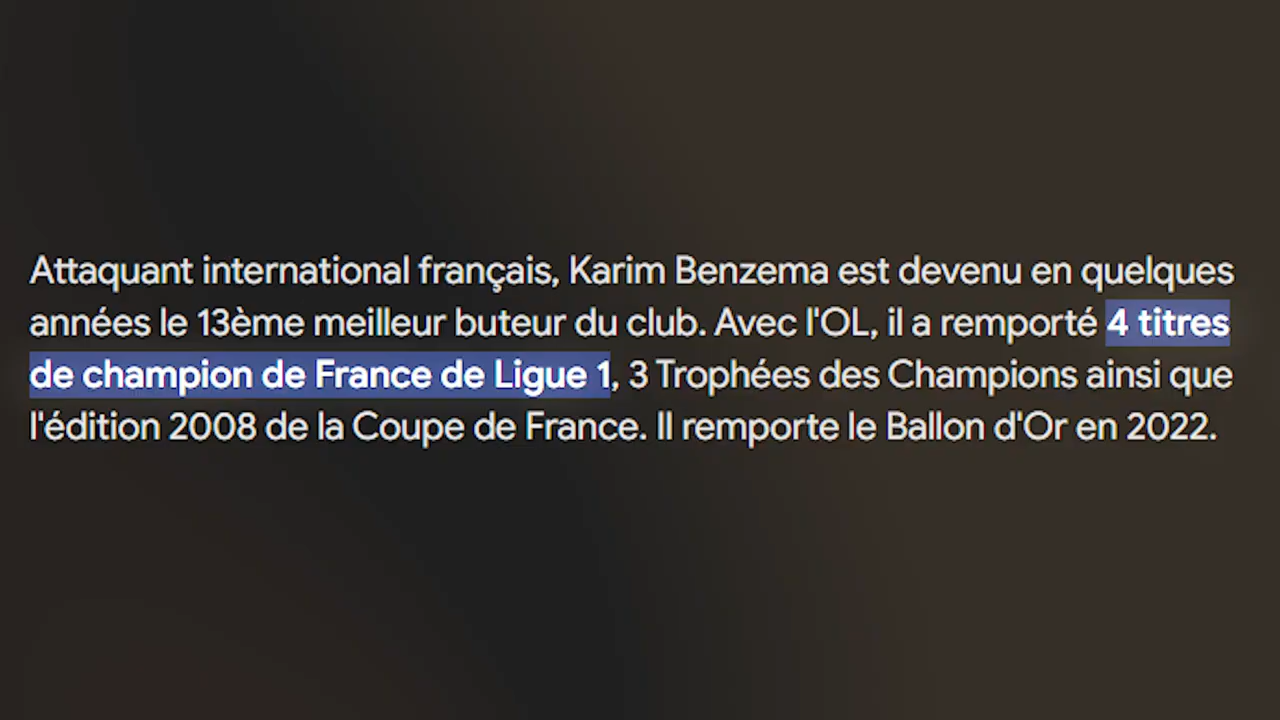 Attaquant international français, Karim Benzema est devenu en quelques
années le 13ème meilleur buteur du club. Avec l'OL, il a remporté 4 titres
de champion de France de Ligue 1, 3 Trophées des Champions ainsi que
l'édition 2008 de la Coupe de France. Il remporte le Ballon d'Or en 2022.